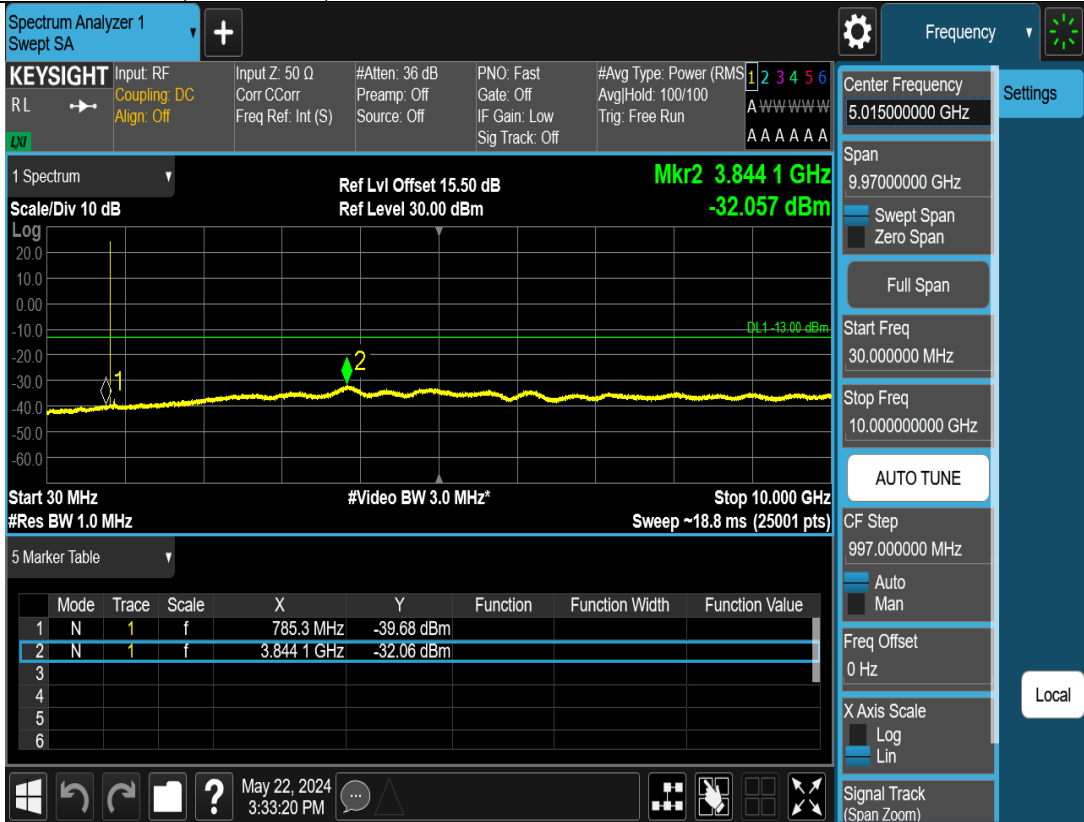 Spectrum Analyzer 1
Swept SA
Frequency
KEYSIGHT
RL
LXI
Input: RF
Coupling: DC
Align: Off
Input Z: 50 Ω
Corr CCorr
Freq Ref: Int (S)
#Atten: 36 dB
Preamp: Off
Source: Off
PNO: Fast
Gate: Off
IF Gain: Low
Sig Track: Off
#Avg Type: Power (RMS
Avg|Hold: 100/100
Trig: Free Run
1 2 3 4 5 6
A W W W W W
A A A A A A
1 Spectrum
Scale/Div 10 dB
Ref Lvl Offset 15.50 dB
Ref Level 30.00 dBm
Mkr2 3.844 1 GHz
-32.057 dBm
Log
20.0
10.0
0.00
-10.0
-20.0
-30.0
-40.0
-50.0
-60.0
DL1 -13.00 dBm
1
2
Start 30 MHz
#Video BW 3.0 MHz*
Stop 10.000 GHz
#Res BW 1.0 MHz
Sweep ~18.8 ms (25001 pts)
5 Marker Table
Mode Trace Scale X Y Function Function Width Function Value
1 N 1 f 785.3 MHz -39.68 dBm
2 N 1 f 3.844 1 GHz -32.06 dBm
3
4
5
6
May 22, 2024
3:33:20 PM
Center Frequency
5.015000000 GHz
Span
9.97000000 GHz
Swept Span
Zero Span
Full Span
Start Freq
30.000000 MHz
Stop Freq
10.000000000 GHz
AUTO TUNE
CF Step
997.000000 MHz
Auto
Man
Freq Offset
0 Hz
X Axis Scale
Log
Lin
Signal Track
(Span Zoom)
Settings
Local